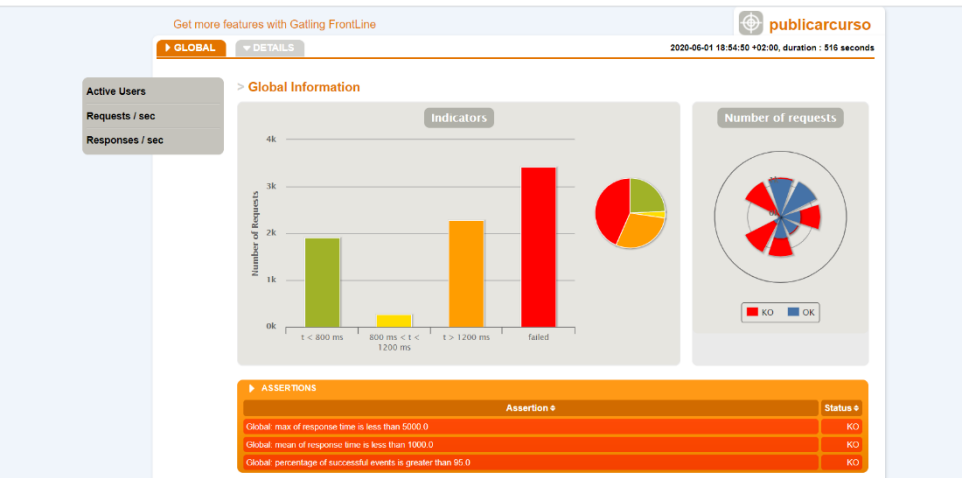 Get more features with Gatling FrontLine
publicarcurso
GLOBAL
DETAILS
2020-06-01 18:54:50 +02:00, duration : 516 seconds
Active Users
Requests / sec
Responses / sec
> Global Information
Indicators
4k
3k
2k
1k
0k
Number of Requests
t < 800 ms
800 ms < t <
1200 ms
t > 1200 ms
failed
Number of requests
KO OK
ASSERTIONS
Assertion Status
Global: max of response time is less than 5000.0 KO
Global: mean of response time is less than 1000.0 KO
Global: percentage of successful events is greater than 95.0 KO